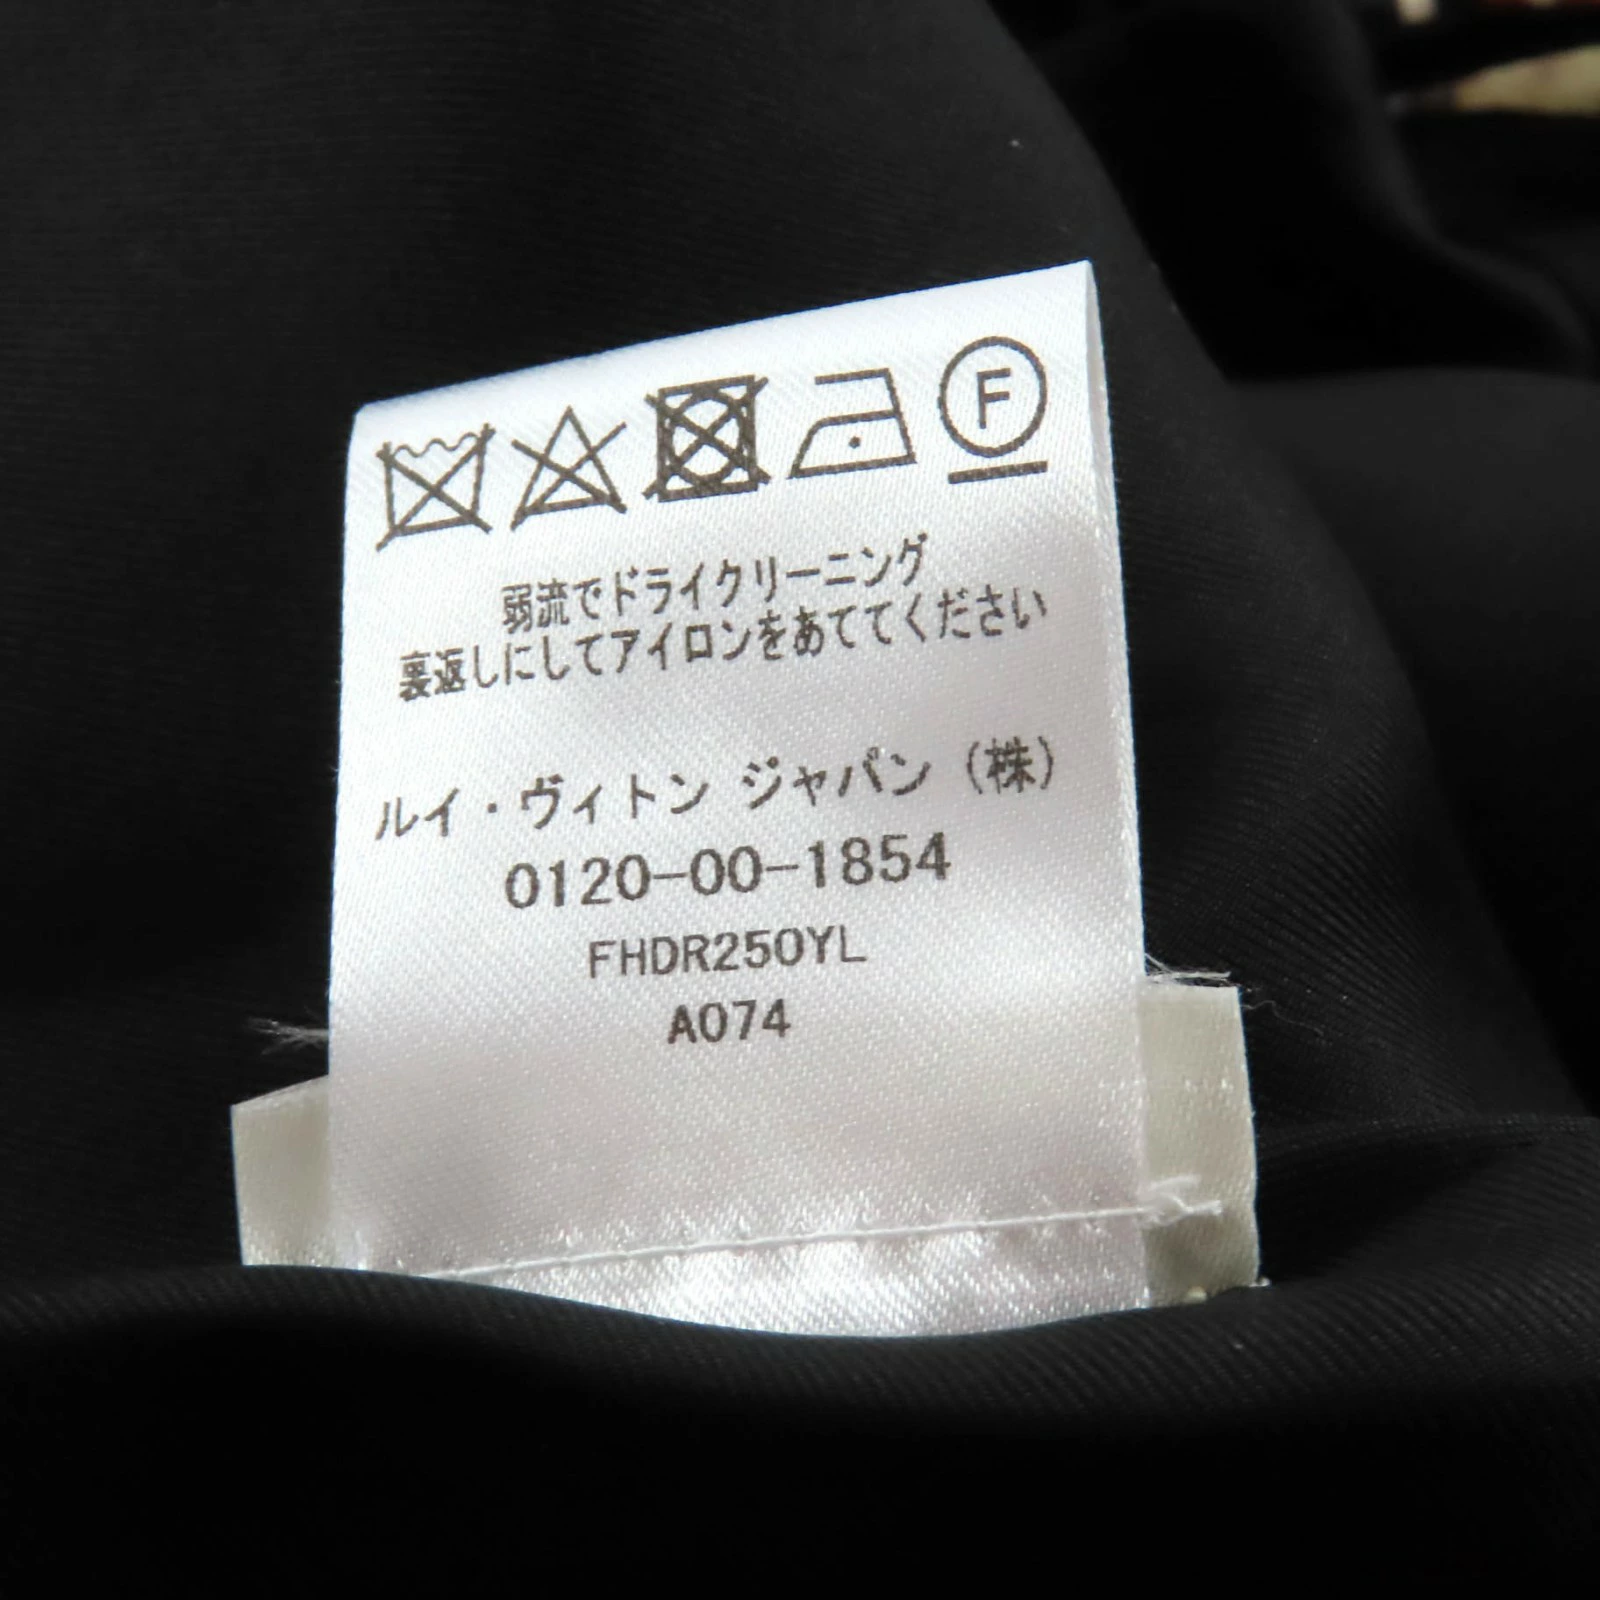 F
弱流でドライクリーニング
裏返しにしてアイロンをあててください
ルイ・ヴィトン ジャパン（株）
0120-00-1854
FHDR250YL
A074